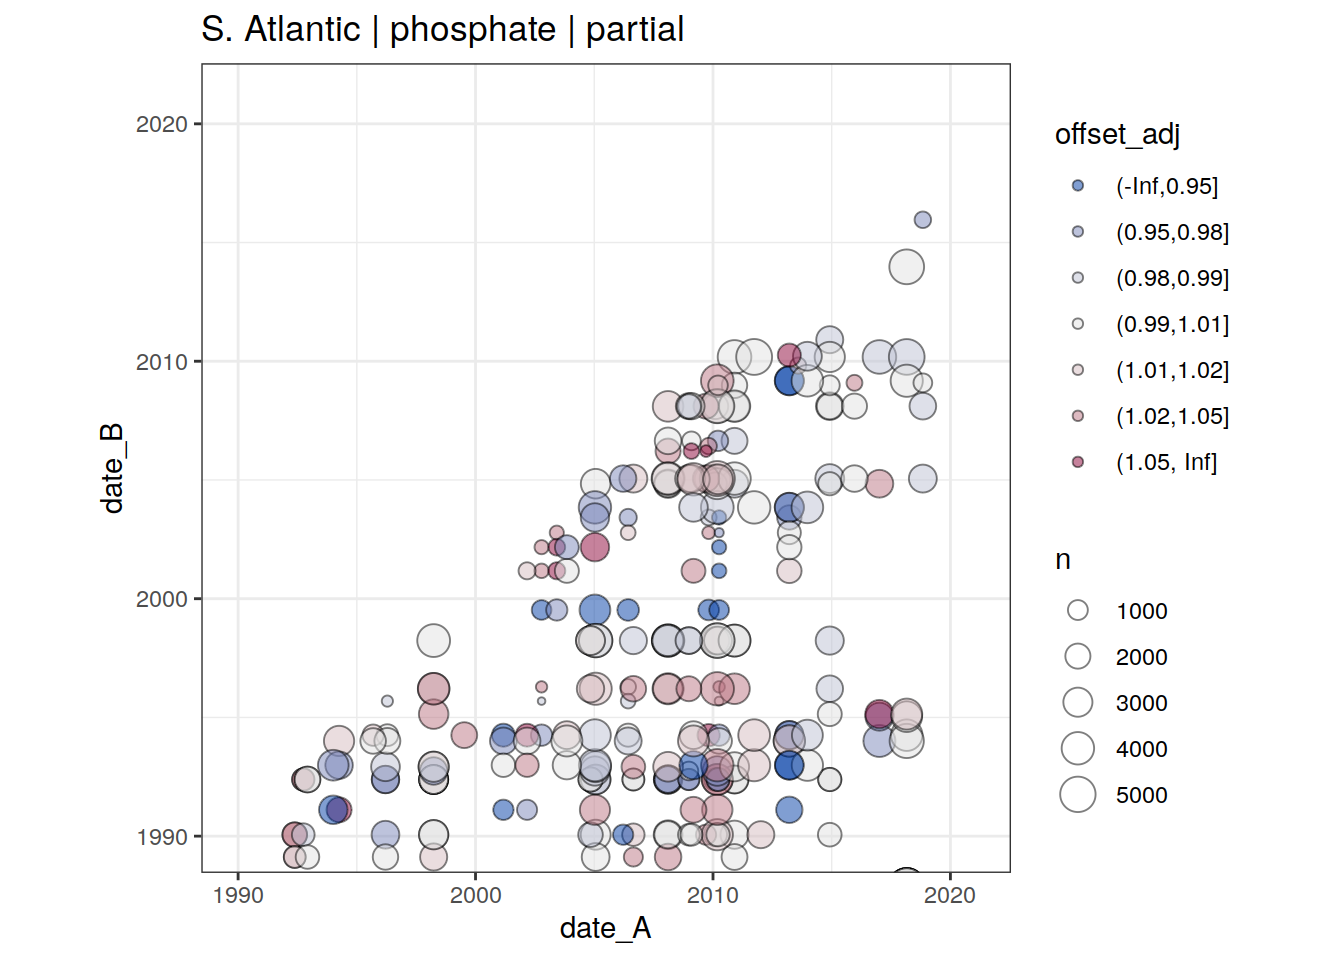 S. Atlantic | phosphate | partial
2020
2010
2000
1990
date_B
1990 2000 2010 2020
date_A
offset_adj
(-Inf,0.95]
(0.95,0.98]
(0.98,0.99]
(0.99,1.01]
(1.01,1.02]
(1.02,1.05]
(1.05, Inf]
n
1000
2000
3000
4000
5000